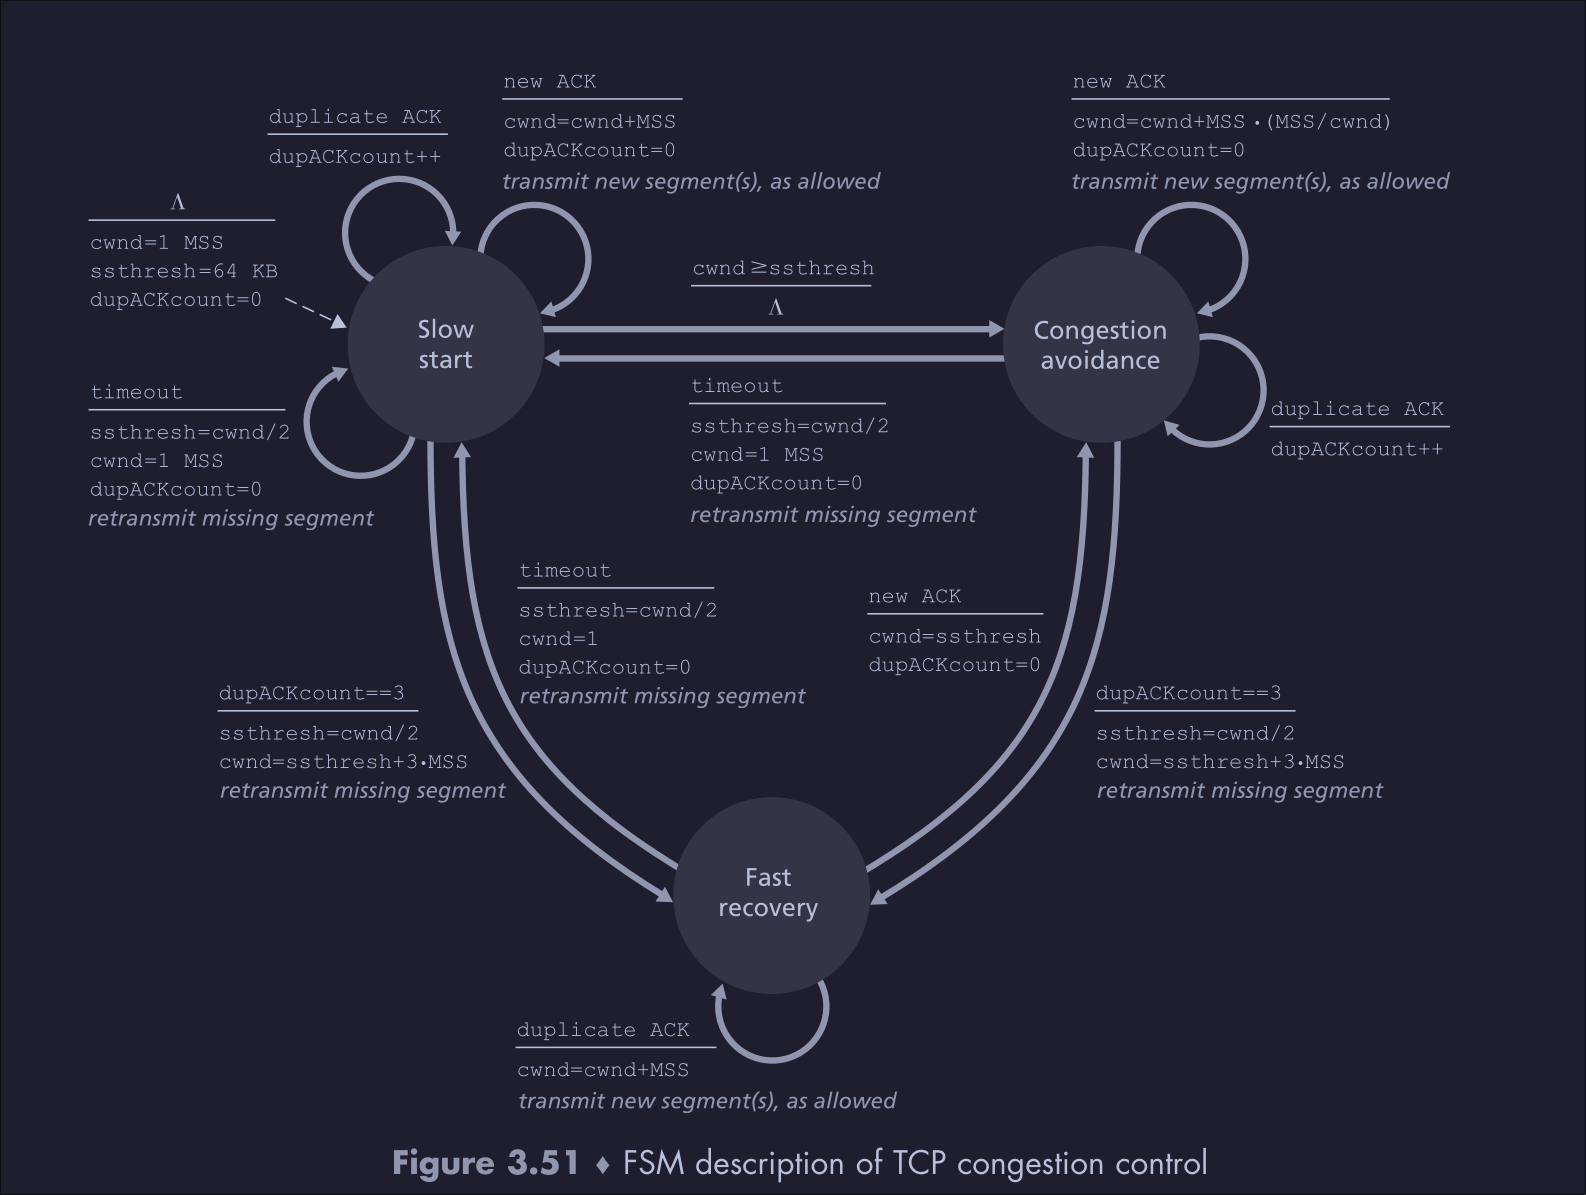 new ACK
cwnd=cwnd+MSS
dupACKcount=0
transmit new segment(s), as allowed
new ACK
cwnd=cwnd+MSS•(MSS/cwnd)
dupACKcount=0
transmit new segment(s), as allowed
duplicate ACK
dupACKcount++
Λ
cwnd=1 MSS
ssthresh=64 KB
dupACKcount=0
cwnd≥ssthresh
Λ
Slow
start
Congestion
avoidance
timeout
ssthresh=cwnd/2
cwnd=1 MSS
dupACKcount=0
retransmit missing segment
timeout
ssthresh=cwnd/2
cwnd=1 MSS
dupACKcount=0
retransmit missing segment
duplicate ACK
dupACKcount++
timeout
ssthresh=cwnd/2
cwnd=1
dupACKcount=0
retransmit missing segment
new ACK
cwnd=ssthresh
dupACKcount=0
dupACKcount==3
ssthresh=cwnd/2
cwnd=ssthresh+3•MSS
retransmit missing segment
dupACKcount==3
ssthresh=cwnd/2
cwnd=ssthresh+3•MSS
retransmit missing segment
Fast
recovery
duplicate ACK
cwnd=cwnd+MSS
transmit new segment(s), as allowed
Figure 3.51 ♦ FSM description of TCP congestion control